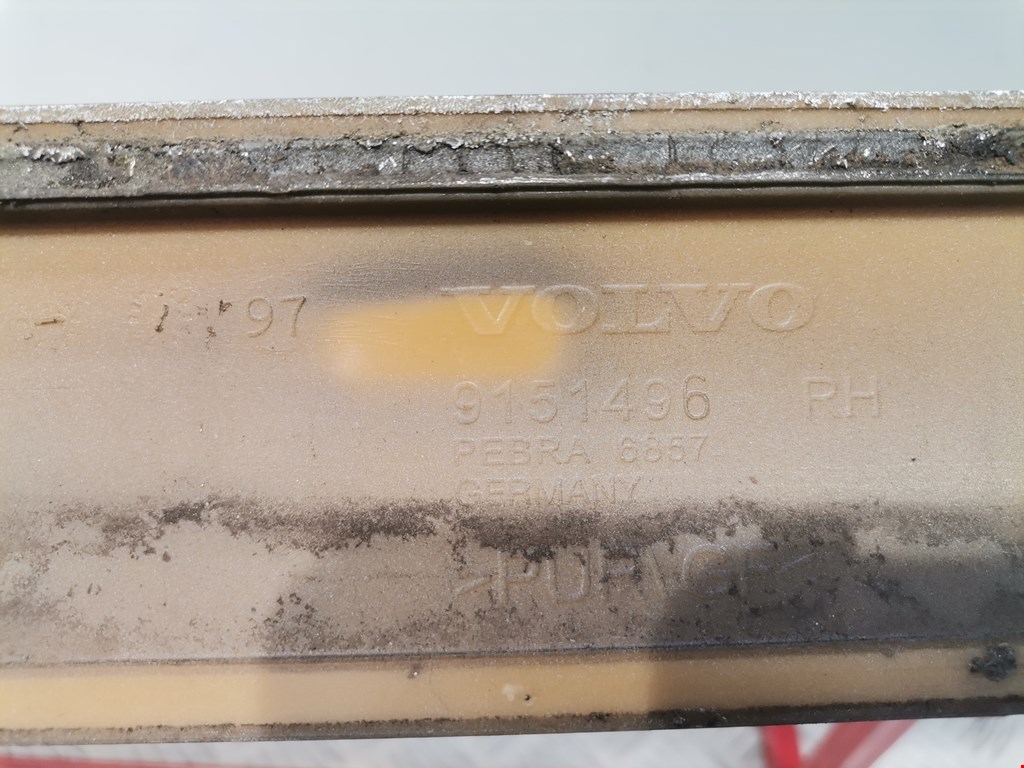 97 VOLVO
9151496 RH
PEBRA 6857
GERMANY